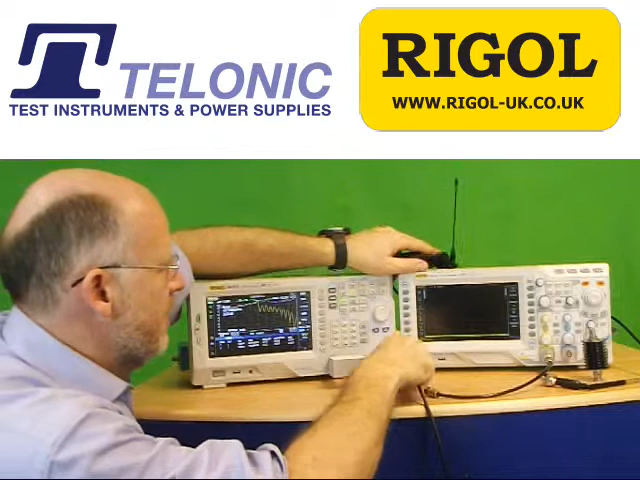 TELONIC
TEST INSTRUMENTS & POWER SUPPLIES
RIGOL
WWW.RIGOL-UK.CO.UK